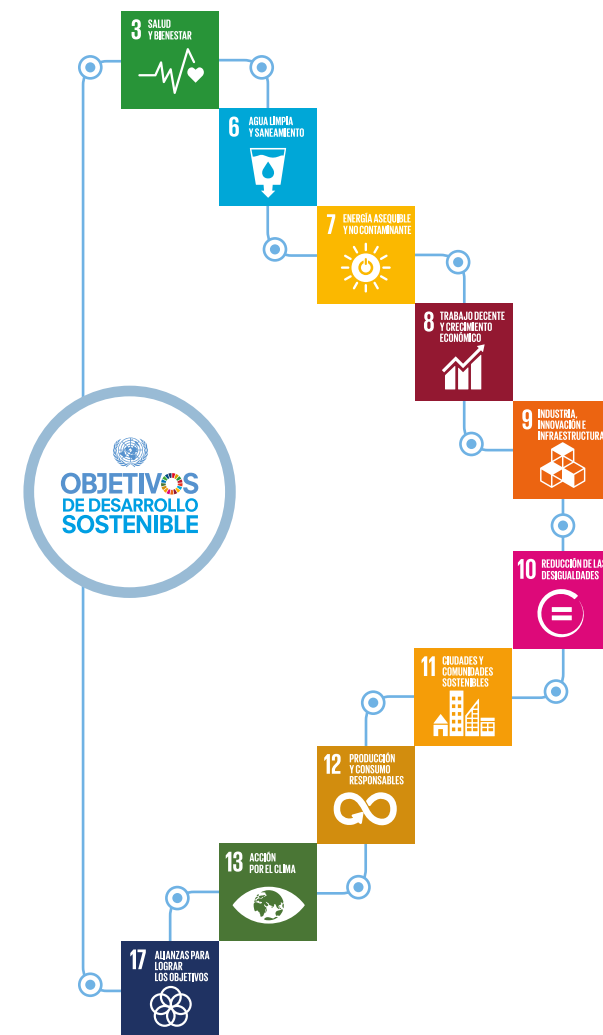 3 SALUD
Y BIENESTAR
6 AGUA LIMPIA
Y SANEAMIENTO
7 ENERGÍA ASEQUIBLE
Y NO CONTAMINANTE
8 TRABAJO DECENTE
Y CRECIMIENTO
ECONÓMICO
9 INDUSTRIA,
INNOVACIÓN E
INFRAESTRUCTURA
OBJETIVOS
DE DESARROLLO
SOSTENIBLE
10 REDUCCIÓN DE LAS
DESIGUALDADES
11 CIUDADES Y
COMUNIDADES
SOSTENIBLES
12 PRODUCCIÓN
Y CONSUMO
RESPONSABLES
13 ACCIÓN
POR EL CLIMA
17 ALIANZAS PARA
LOGRAR
LOS OBJETIVOS